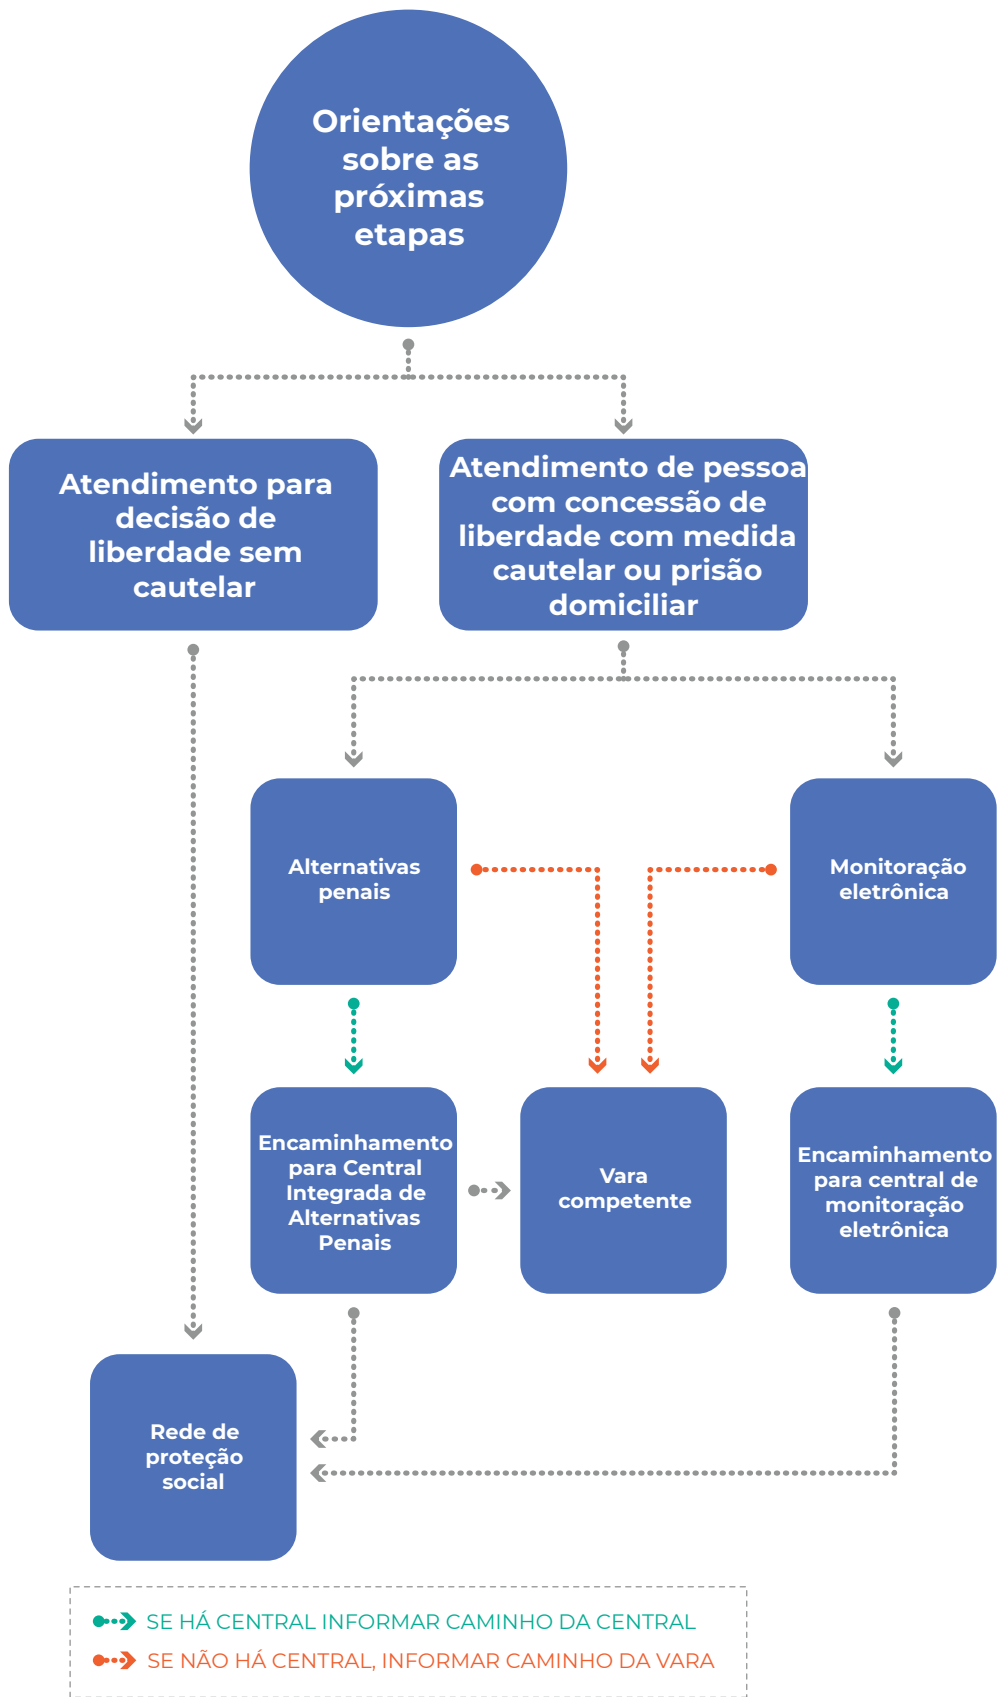 Orientações
sobre as
próximas
etapas
Atendimento para
decisão de
liberdade sem
cautelar
Atendimento de pessoa
com concessão de
liberdade com medida
cautelar ou prisão
domiciliar
Alternativas
penais
Monitoração
eletrônica
Encaminhamento
para Central
Integrada de
Alternativas
Penais
Vara
competente
Encaminhamento
para central de
monitoração
eletrônica
Rede de
proteção
social
SE HÁ CENTRAL INFORMAR CAMINHO DA CENTRAL
SE NÃO HÁ CENTRAL, INFORMAR CAMINHO DA VARA